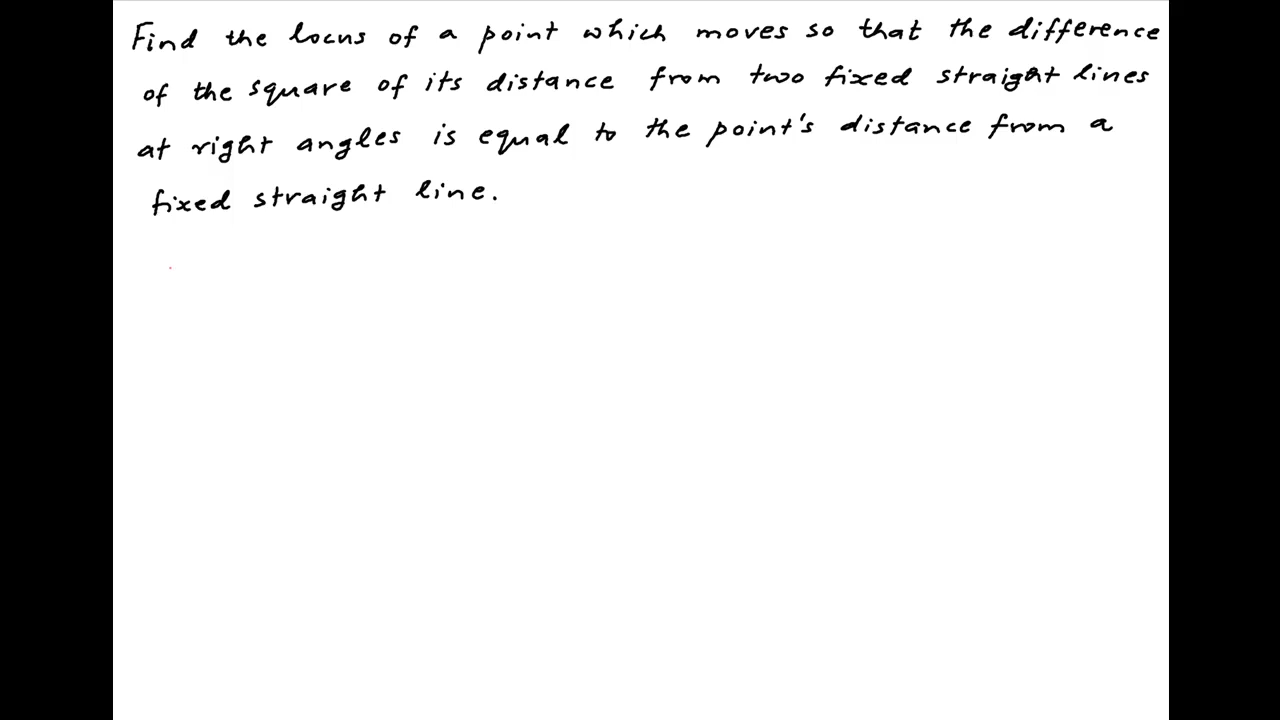 Find the locus of a point which moves so that the difference
of the square of its distance from two fixed straight lines
at right angles is equal to the point's distance from a
fixed straight line.